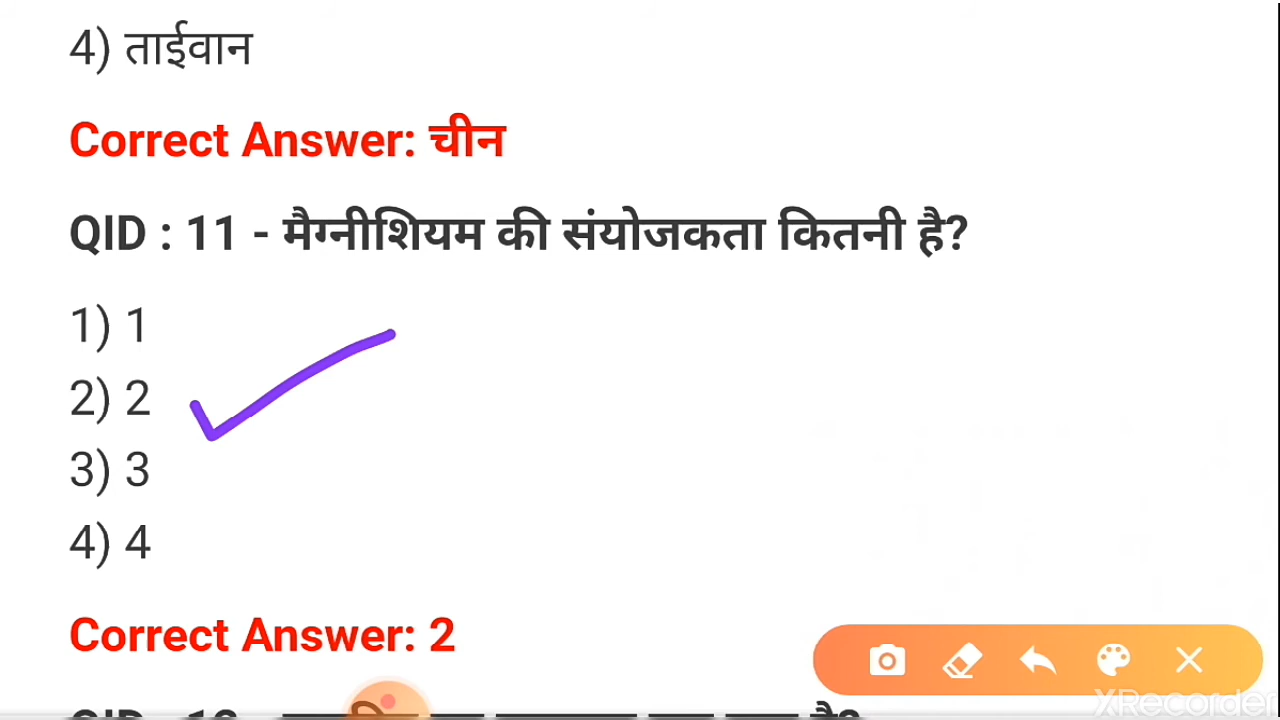 4) ताईवान
Correct Answer: चीन
QID : 11 - मैग्नीशियम की संयोजकता कितनी है?
1) 1
2) 2
3) 3
4) 4
Correct Answer: 2
XRecorder